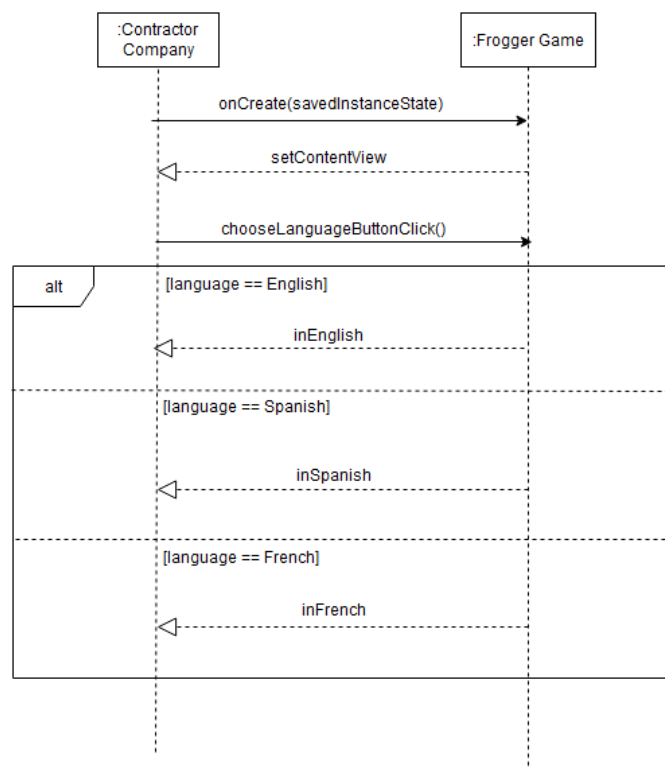 :Contractor
Company
:Frogger Game
onCreate(savedInstanceState)
setContentView
chooseLanguageButtonClick()
alt
[language == English]
inEnglish
[language == Spanish]
inSpanish
[language == French]
inFrench